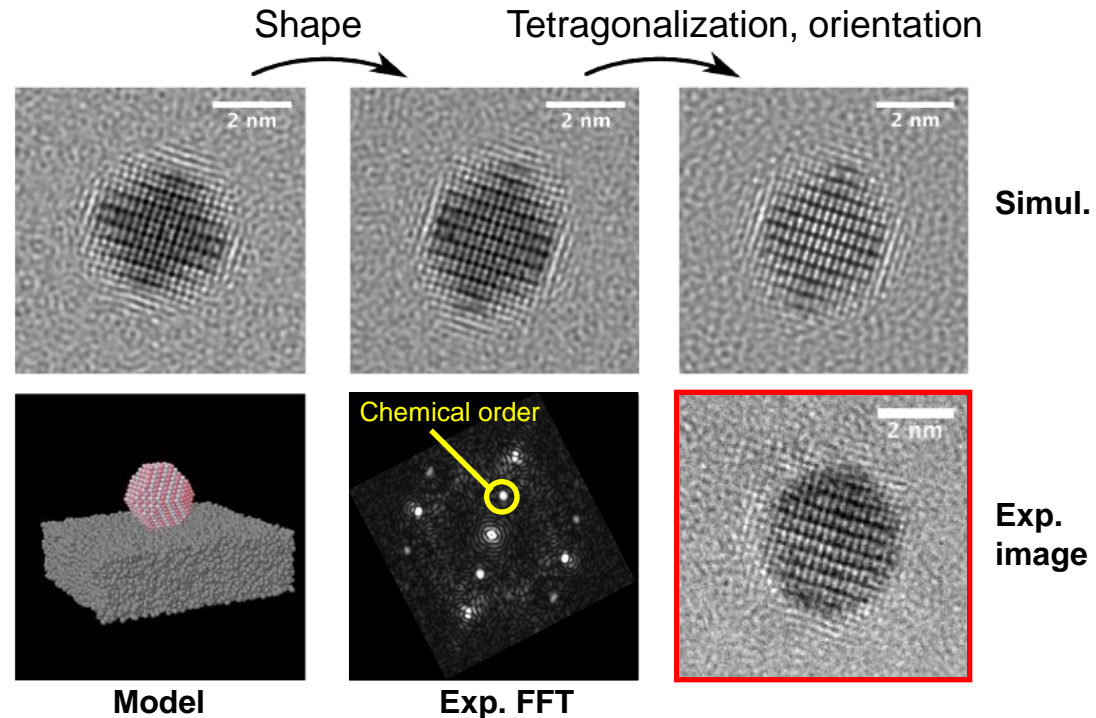 Shape
Tetragonalization, orientation
2 nm
2 nm
2 nm
Simul.
Chemical order
2 nm
Exp.
image
Model
Exp. FFT